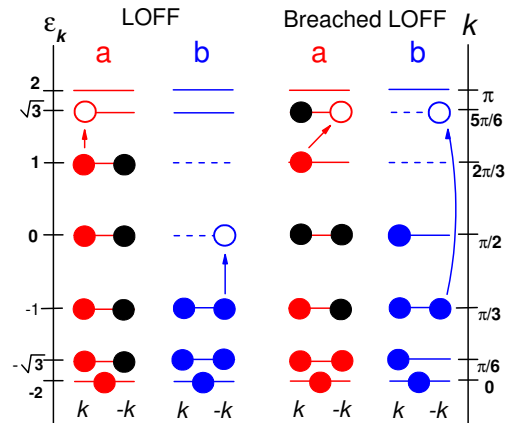 LOFF Breached LOFF
εₖ a b a b k
2 π
√3 5π/6
1 2π/3
0 π/2
-1 π/3
-√3 π/6
-2 0
k -k k -k k -k k -k